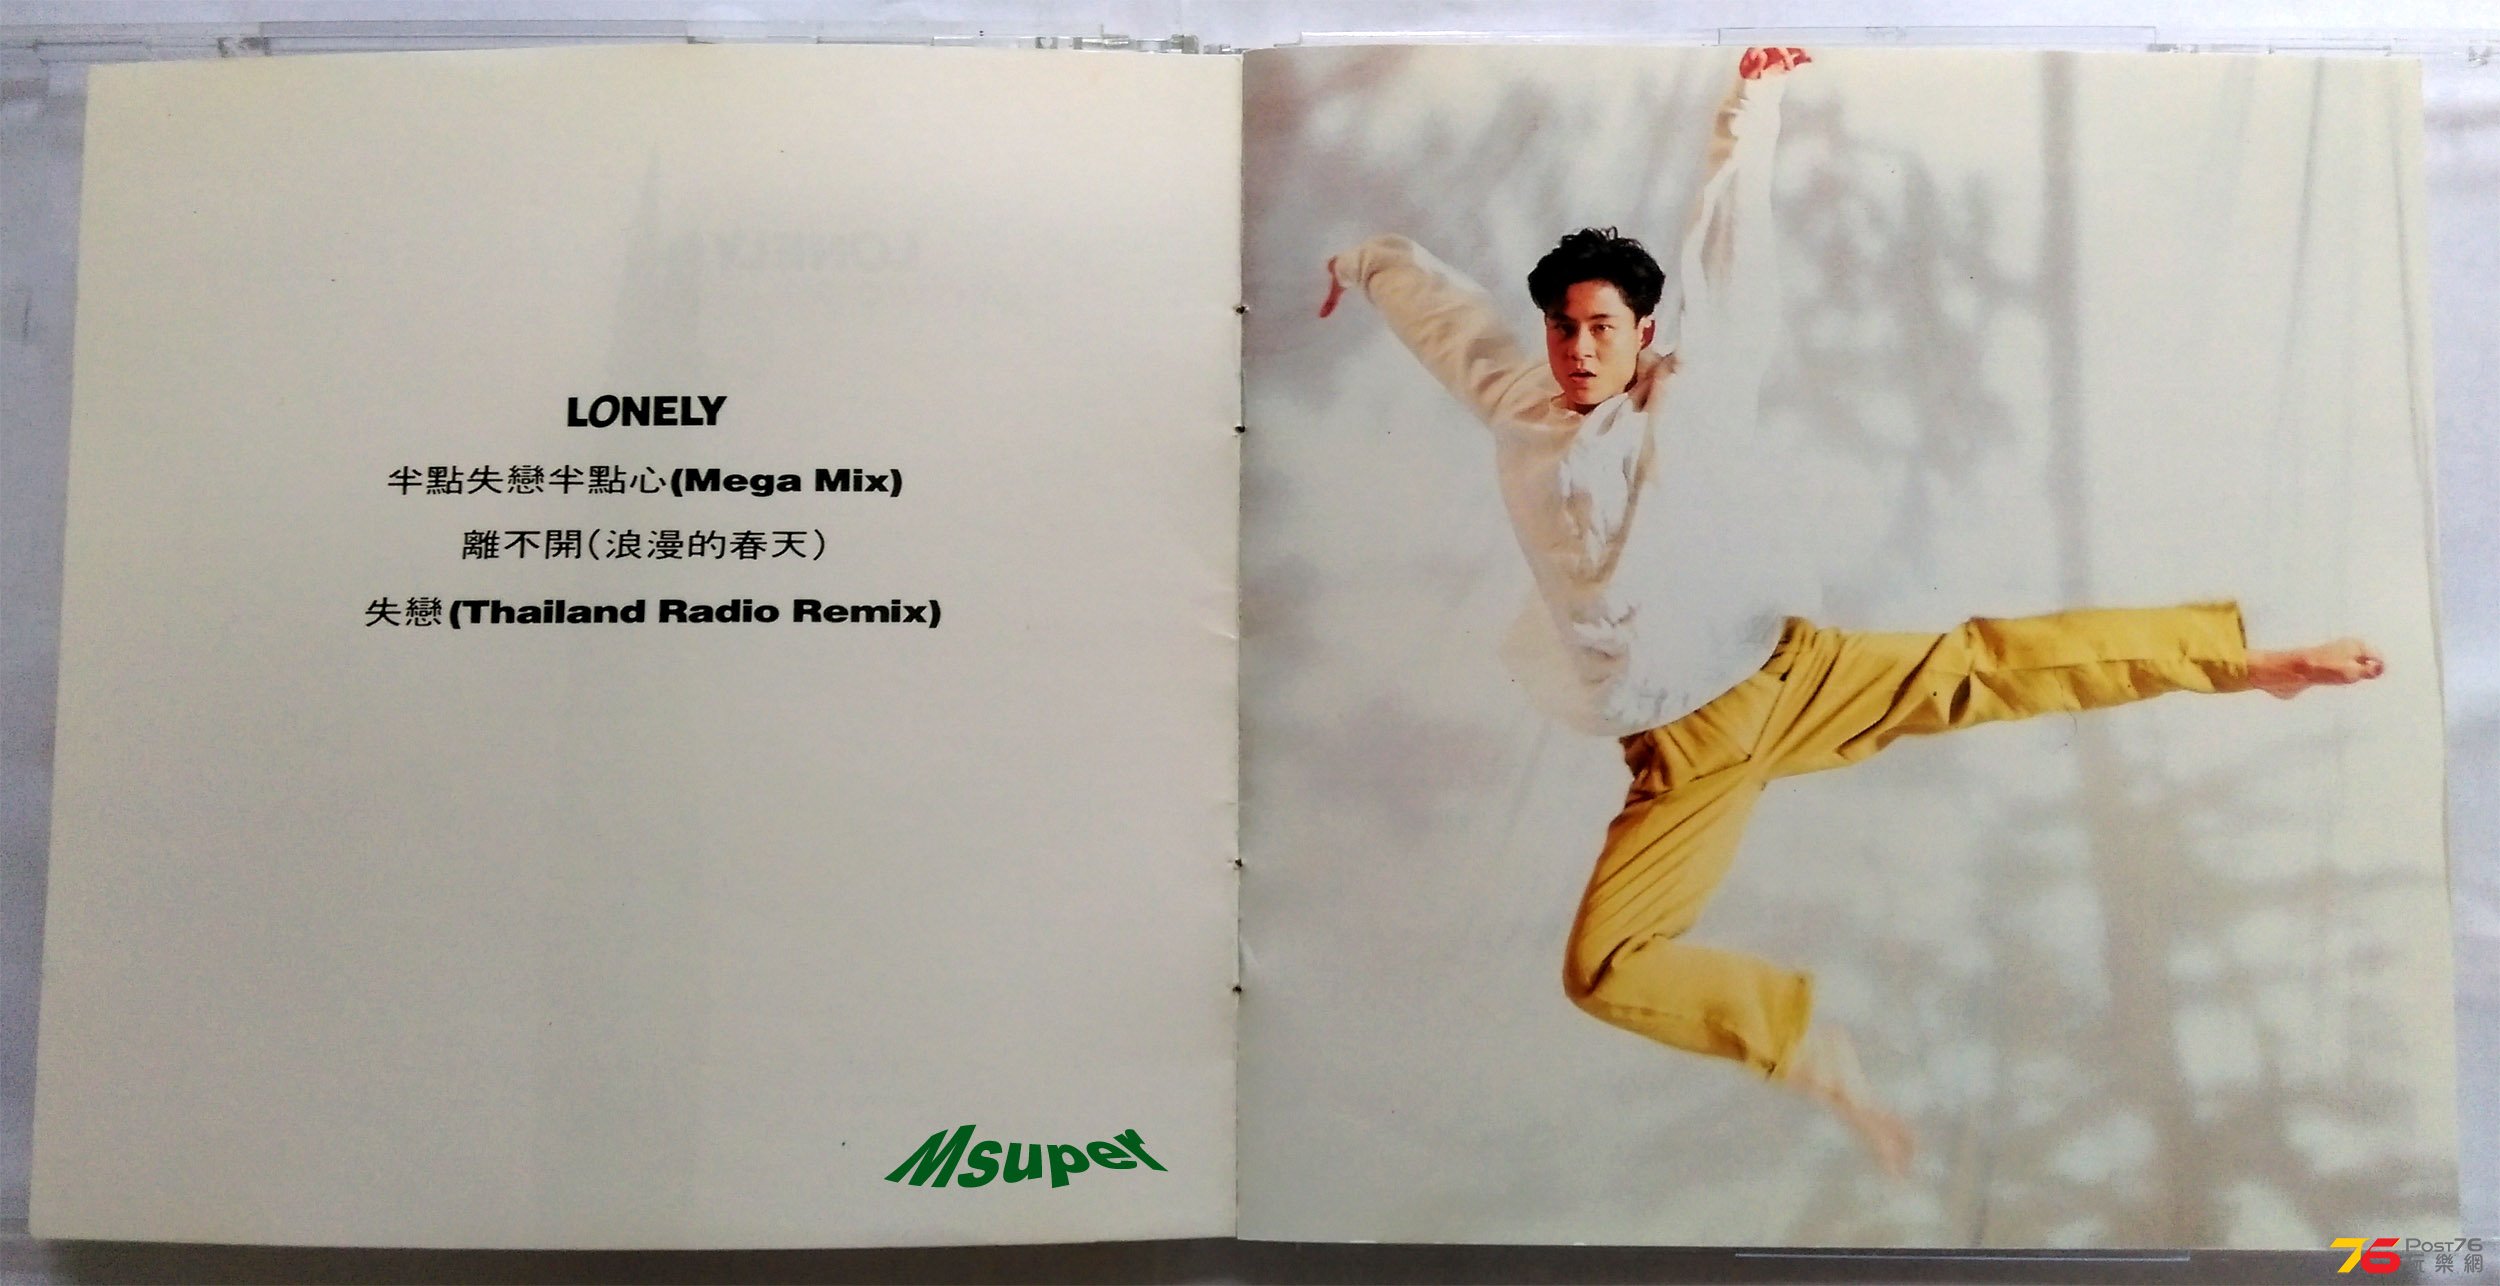 LONELY
半點失戀半點心(Mega Mix)
離不開(浪漫的春天)
失戀(Thailand Radio Remix)
Msuper
76 POST76
玩樂網